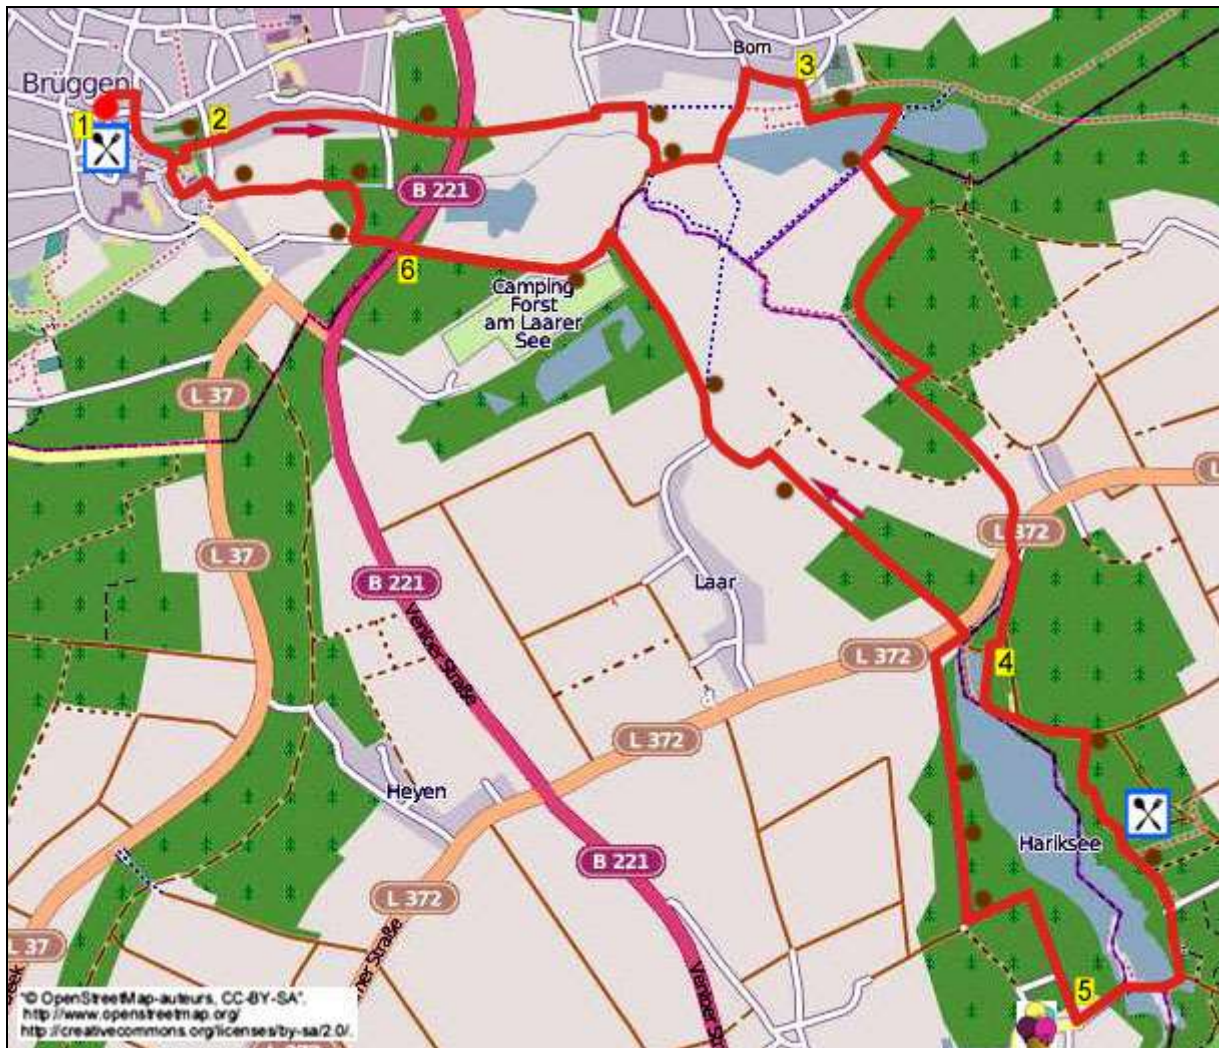 Born
3
Brüggen
1
2
B 221
6
Camping
Forst
am Laarer
See
L 37
L 372
L 37
B 221
Laar
Venloer Straße
L 372
4
L 372
Heyen
Hariksee
B 221
L 372
L 37
5
"© OpenStreetMap-auteurs, CC-BY-SA",
http://www.openstreetmap.org/
http://creativecommons.org/licenses/by-sa/2.0/.